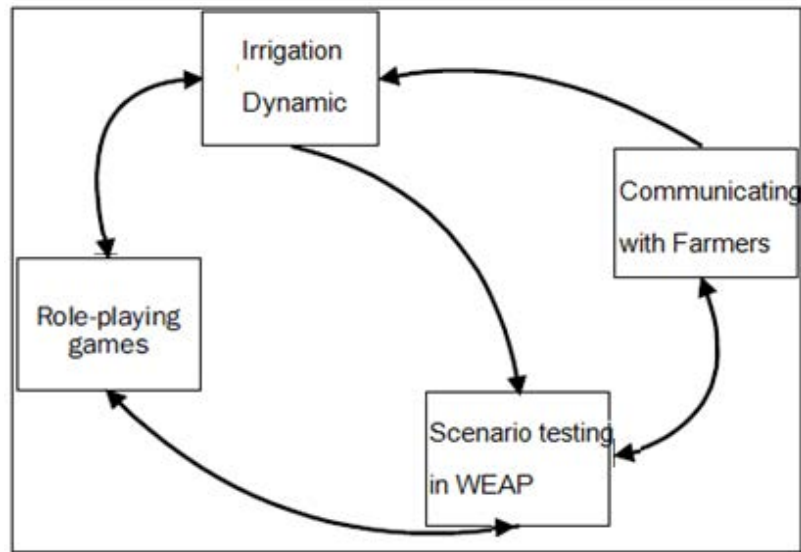 Irrigation
Dynamic
Communicating
with Farmers
Role-playing
games
Scenario testing
in WEAP